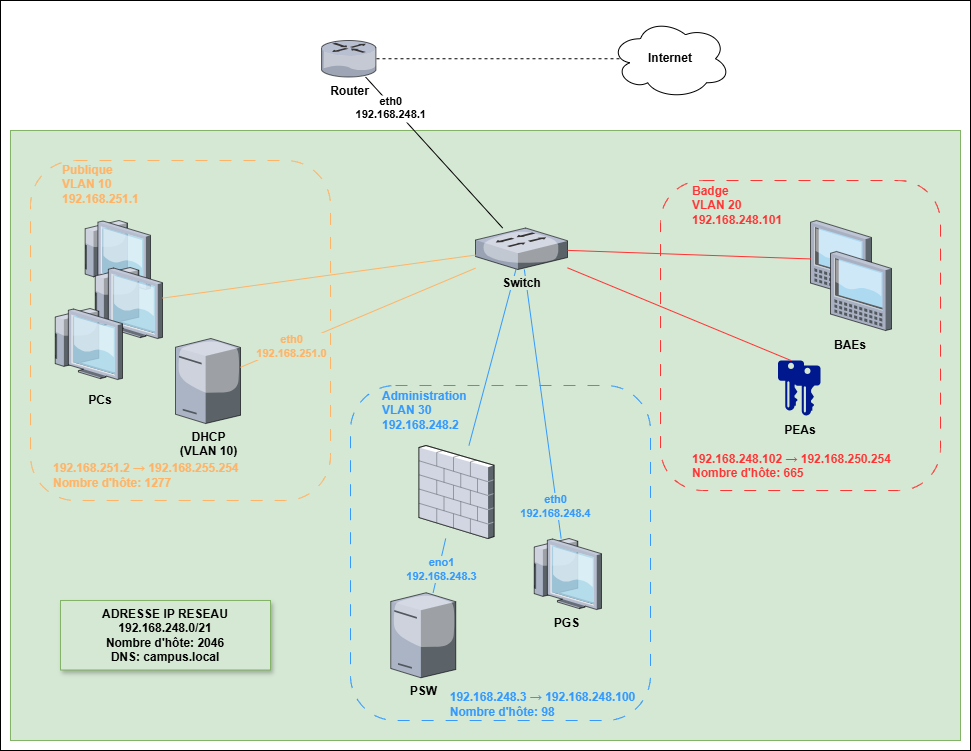 Internet
Router
eth0
192.168.248.1
Publique
VLAN 10
192.168.251.1
Badge
VLAN 20
192.168.248.101
Switch
eth0
192.168.251.0
BAEs
PCs
Administration
VLAN 30
192.168.248.2
PEAs
DHCP
(VLAN 10)
192.168.251.2 → 192.168.255.254
Nombre d'hôte: 1277
192.168.248.102 → 192.168.250.254
Nombre d'hôte: 665
eth0
192.168.248.4
eno1
192.168.248.3
PGS
ADRESSE IP RESEAU
192.168.248.0/21
Nombre d'hôte: 2046
DNS: campus.local
PSW
192.168.248.3 → 192.168.248.100
Nombre d'hôte: 98